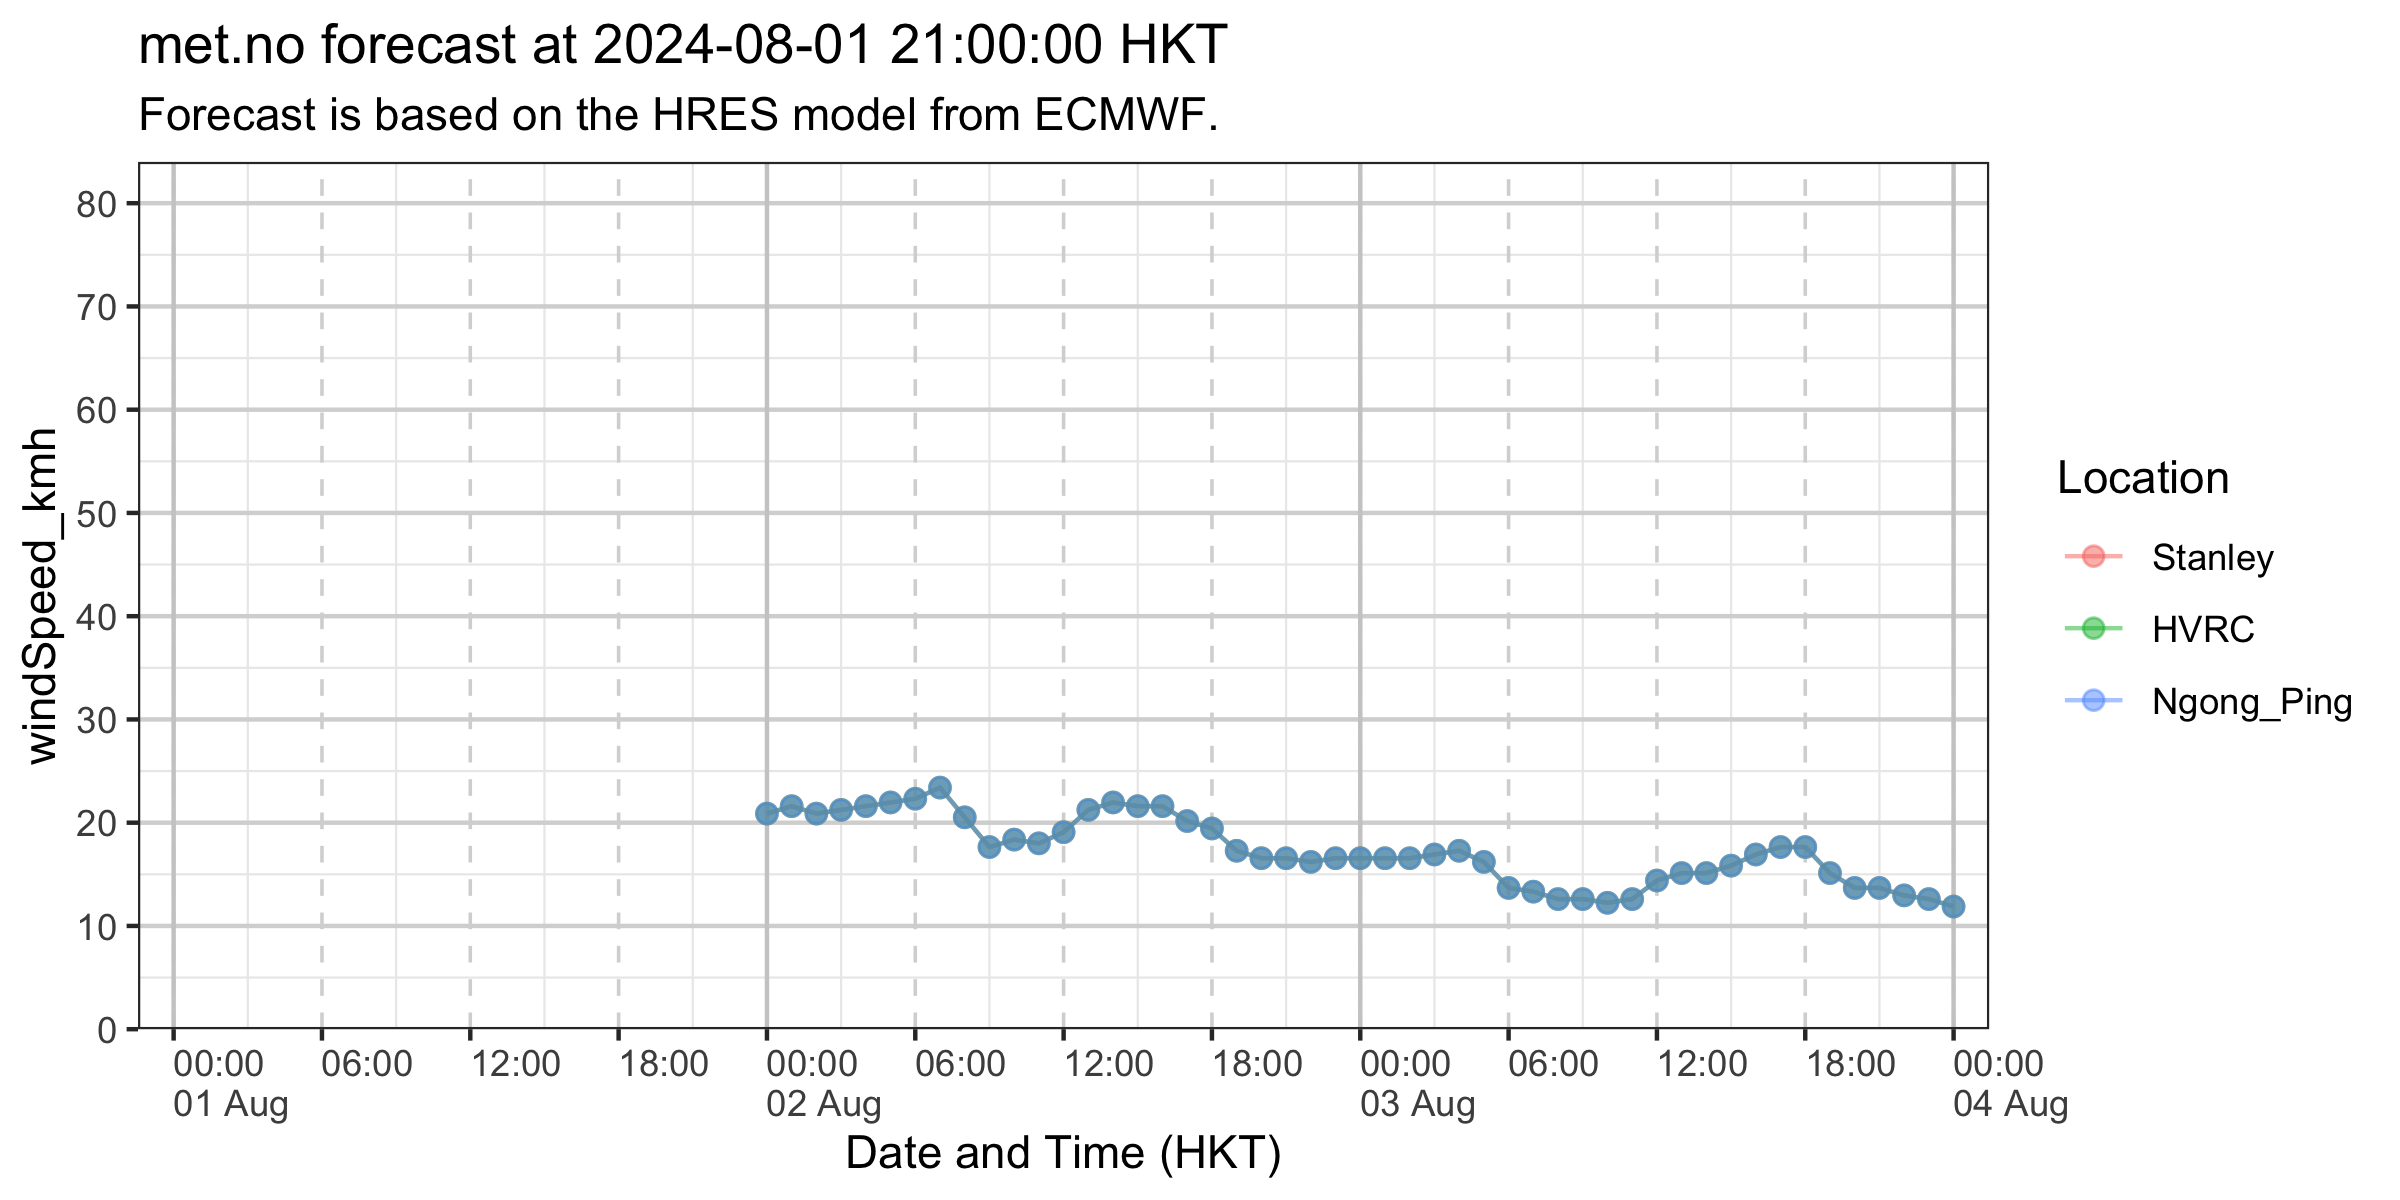 met.no forecast at 2024-08-01 21:00:00 HKT
Forecast is based on the HRES model from ECMWF.
windSpeed_kmh
80
70
60
50
40
30
20
10
0
00:00 06:00 12:00 18:00 00:00 06:00 12:00 18:00 00:00 06:00 12:00 18:00 00:00
01 Aug 02 Aug 03 Aug 04 Aug
Date and Time (HKT)
Location
Stanley
HVRC
Ngong_Ping